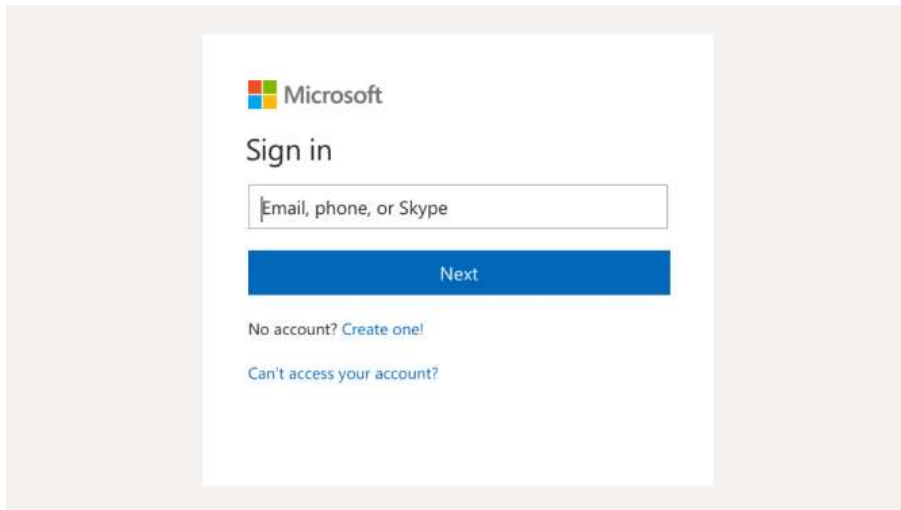 Microsoft
Sign in
Email, phone, or Skype
Next
No account? Create one!
Can't access your account?